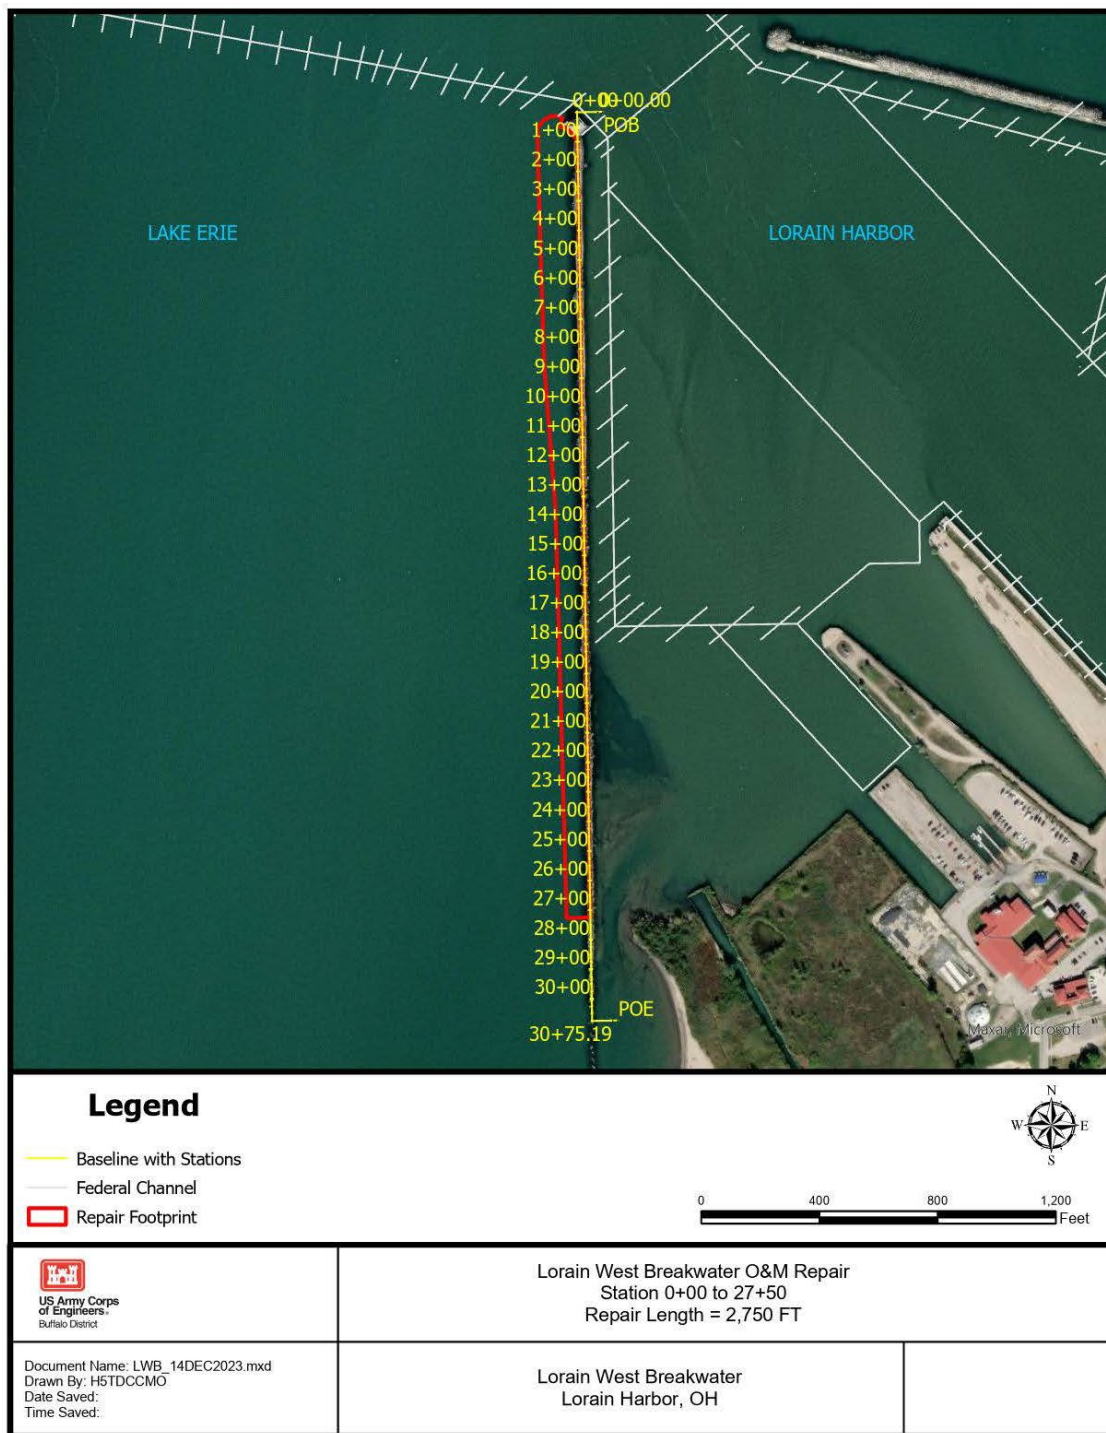 0+00
0+00.00
POB
1+00
2+00
3+00
LAKE ERIE
LORAIN HARBOR
4+00
5+00
6+00
7+00
8+00
9+00
10+00
11+00
12+00
13+00
14+00
15+00
16+00
17+00
18+00
19+00
20+00
21+00
22+00
23+00
24+00
25+00
26+00
27+00
28+00
29+00
30+00
POE
30+75.19
Maxar, Microsoft
Legend
Baseline with Stations
Federal Channel
Repair Footprint
N
W
E
S
0 400 800 1,200
Feet
US Army Corps
of Engineers®
Buffalo District
Lorain West Breakwater O&M Repair
Station 0+00 to 27+50
Repair Length = 2,750 FT
Document Name: LWB_14DEC2023.mxd
Drawn By: H5TDCCMO
Date Saved:
Time Saved:
Lorain West Breakwater
Lorain Harbor, OH